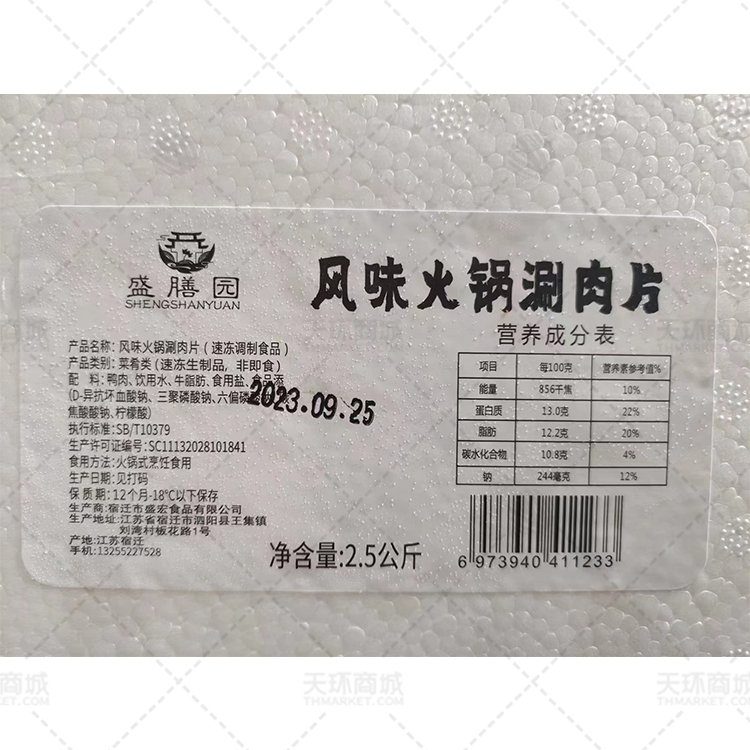 盛膳园
SHENGSHANYUAN
风味火锅涮肉片
产品名称：风味火锅涮肉片（速冻调制食品）
产品类别：菜肴类（速冻生制品，非即食）
配 料：鸭肉、饮用水、牛脂肪、食用盐、食品添
(D-异抗坏血酸钠、三聚磷酸钠、六偏磷
焦酸酸钠、柠檬酸)
2023.09.25
执行标准：SB/T10379
生产许可证编号：SC11132028101841
食用方法：火锅式烹饪食用
生产日期：见打码
保 质 期：12个月-18℃以下保存
生产商：宿迁市盛宏食品有限公司
生产地址：江苏省宿迁市泗阳县王集镇
刘湾村板花路1号
产地：江苏宿迁
手机：13255227528
净含量:2.5公斤
营养成分表
项目 每100克 营养素参考值%
能量 856千焦 10%
蛋白质 13.0克 22%
脂肪 12.2克 20%
碳水化合物 10.8克 4%
钠 244毫克 12%
6 973940 411233
天环商城
THMARKET.COM